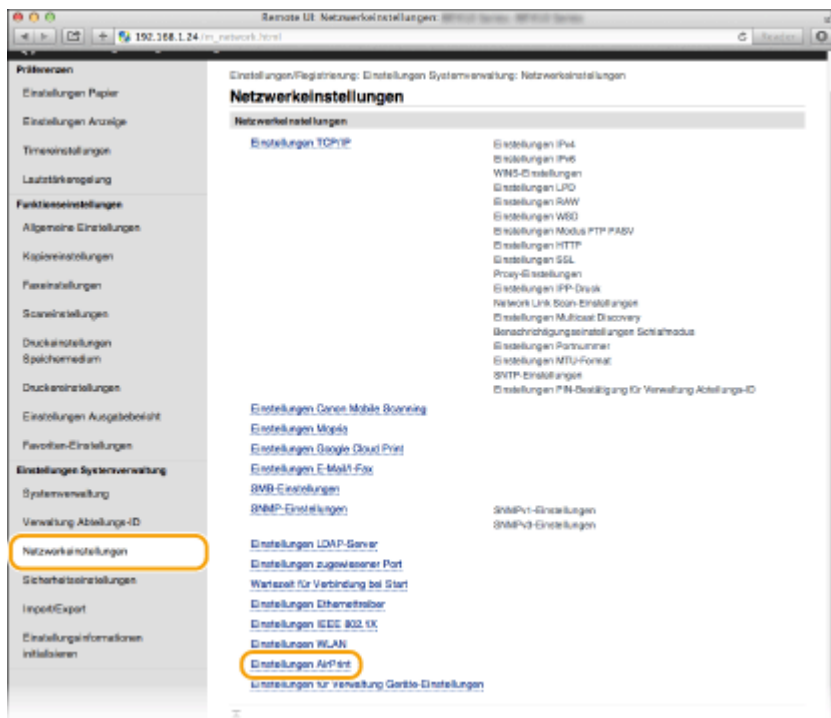 Remote UI: Netzwerkeinstellungen:
192.168.1.24/m_network.html
Reader
Präferenzen
Einstellungen Papier
Einstellungen Anzeige
Timereinstellungen
Lautstärkeregelung
Funktionseinstellungen
Allgemeine Einstellungen
Kopiereinstellungen
Faxeinstellungen
Scaneinstellungen
Druckeinstellungen
Speichermedium
Druckereinstellungen
Einstellungen Ausgabebericht
Favoriten-Einstellungen
Einstellungen Systemverwaltung
Systemverwaltung
Verwaltung Abteilungs-ID
Netzwerkeinstellungen
Sicherheitseinstellungen
Import/Export
Einstellungsinformationen
initialisieren
Einstellungen/Registrierung: Einstellungen Systemverwaltung: Netzwerkeinstellungen
Netzwerkeinstellungen
Netzwerkeinstellungen
Einstellungen TCP/IP
Einstellungen IPv4
Einstellungen IPv6
WINS-Einstellungen
Einstellungen LPD
Einstellungen RAW
Einstellungen WSD
Einstellungen Modus FTP PASV
Einstellungen HTTP
Einstellungen SSL
Proxy-Einstellungen
Einstellungen IPP-Druck
Network Link Scan-Einstellungen
Einstellungen Multicast Discovery
Benachrichtigungseinstellungen Schlafmodus
Einstellungen Portnummer
Einstellungen MTU-Format
SNTP-Einstellungen
Einstellungen PIN-Bestätigung für Verwaltung Abteilungs-ID
Einstellungen Canon Mobile Scanning
Einstellungen Mopria
Einstellungen Google Cloud Print
Einstellungen E-Mail/I-Fax
SMB-Einstellungen
SNMP-Einstellungen
SNMPv1-Einstellungen
SNMPv3-Einstellungen
Einstellungen LDAP-Server
Einstellungen zugewiesener Port
Wartezeit für Verbindung bei Start
Einstellungen Ethernettreiber
Einstellungen IEEE 802.1X
Einstellungen WLAN
Einstellungen AirPrint
Einstellungen für Verwaltung Geräte-Einstellungen